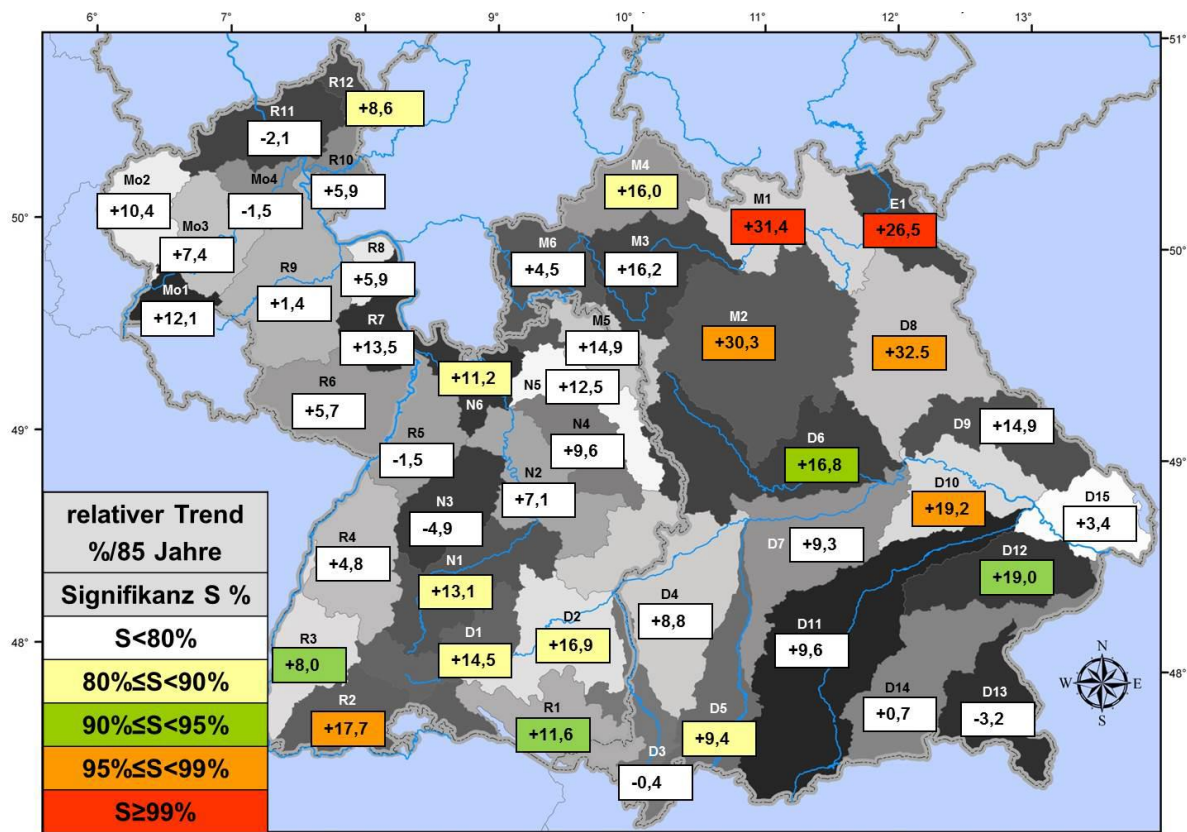 6° 7° 8° 9° 10° 11° 12° 13°
51° 51°
R12
+8,6
R11
-2,1
R10
+5,9
Mo2
+10,4
Mo4
-1,5
Mo3
+7,4
Mo1
+12,1
R9
+1,4
R8
+5,9
R7
+13,5
R6
+5,7
R5
-1,5
M4
+16,0
M1
+31,4
E1
+26,5
M6
+4,5
M3
+16,2
M5
+14,9
M2
+30,3
D8
+32.5
+11,2
N6
N5
+12,5
N4
+9,6
N2
+7,1
N3
-4,9
N1
+13,1
R4
+4,8
R3
+8,0
R2
+17,7
D1
+14,5
D2
+16,9
R1
+11,6
D3
-0,4
D4
+8,8
D5
+9,4
D6
+16,8
D7
+9,3
D9
+14,9
D10
+19,2
D15
+3,4
D12
+19,0
D11
+9,6
D14
+0,7
D13
-3,2
50° 50°
49° 49°
48° 48°
N
W E
S
relativer Trend
%/85 Jahre
Signifikanz S %
S<80%
80%≤S<90%
90%≤S<95%
95%≤S<99%
S≥99%